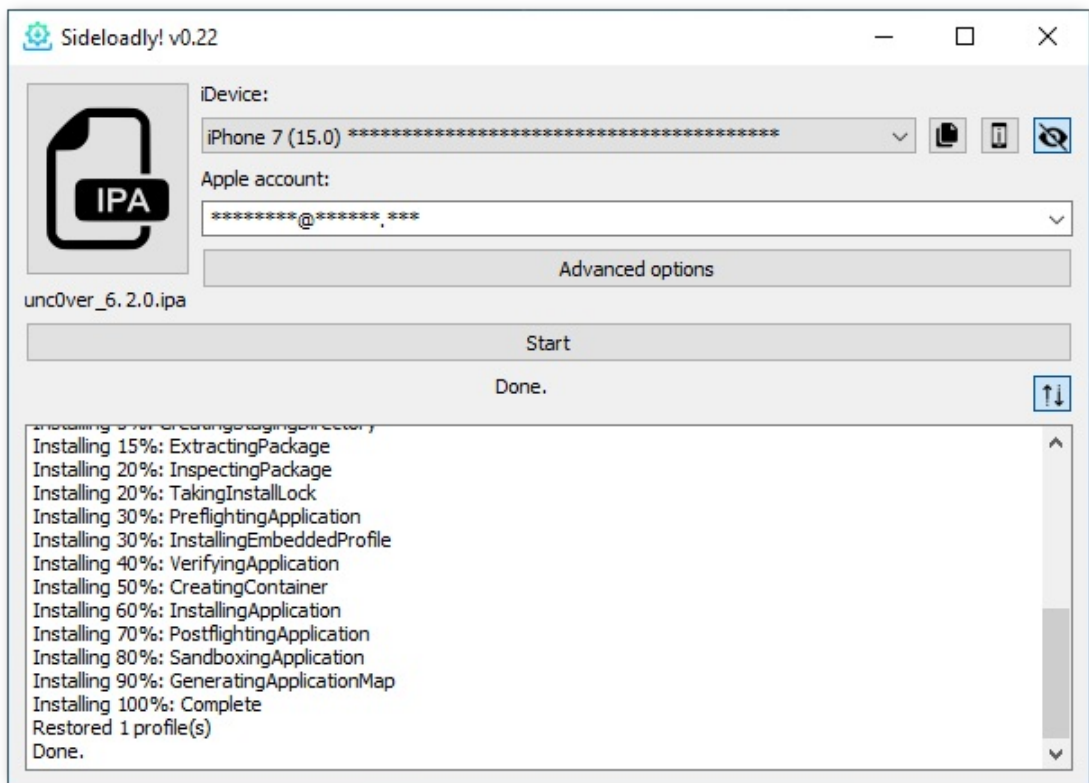 Sideloadly! v0.22
iDevice:
iPhone 7 (15.0) ****************************************
IPA
Apple account:
********@******.***
Advanced options
unc0ver_6.2.0.ipa
Start
Done.
Installing 5%: CreatingStagingDirectory
Installing 15%: ExtractingPackage
Installing 20%: InspectingPackage
Installing 20%: TakingInstallLock
Installing 30%: PreflightingApplication
Installing 30%: InstallingEmbeddedProfile
Installing 40%: VerifyingApplication
Installing 50%: CreatingContainer
Installing 60%: InstallingApplication
Installing 70%: PostflightingApplication
Installing 80%: SandboxingApplication
Installing 90%: GeneratingApplicationMap
Installing 100%: Complete
Restored 1 profile(s)
Done.